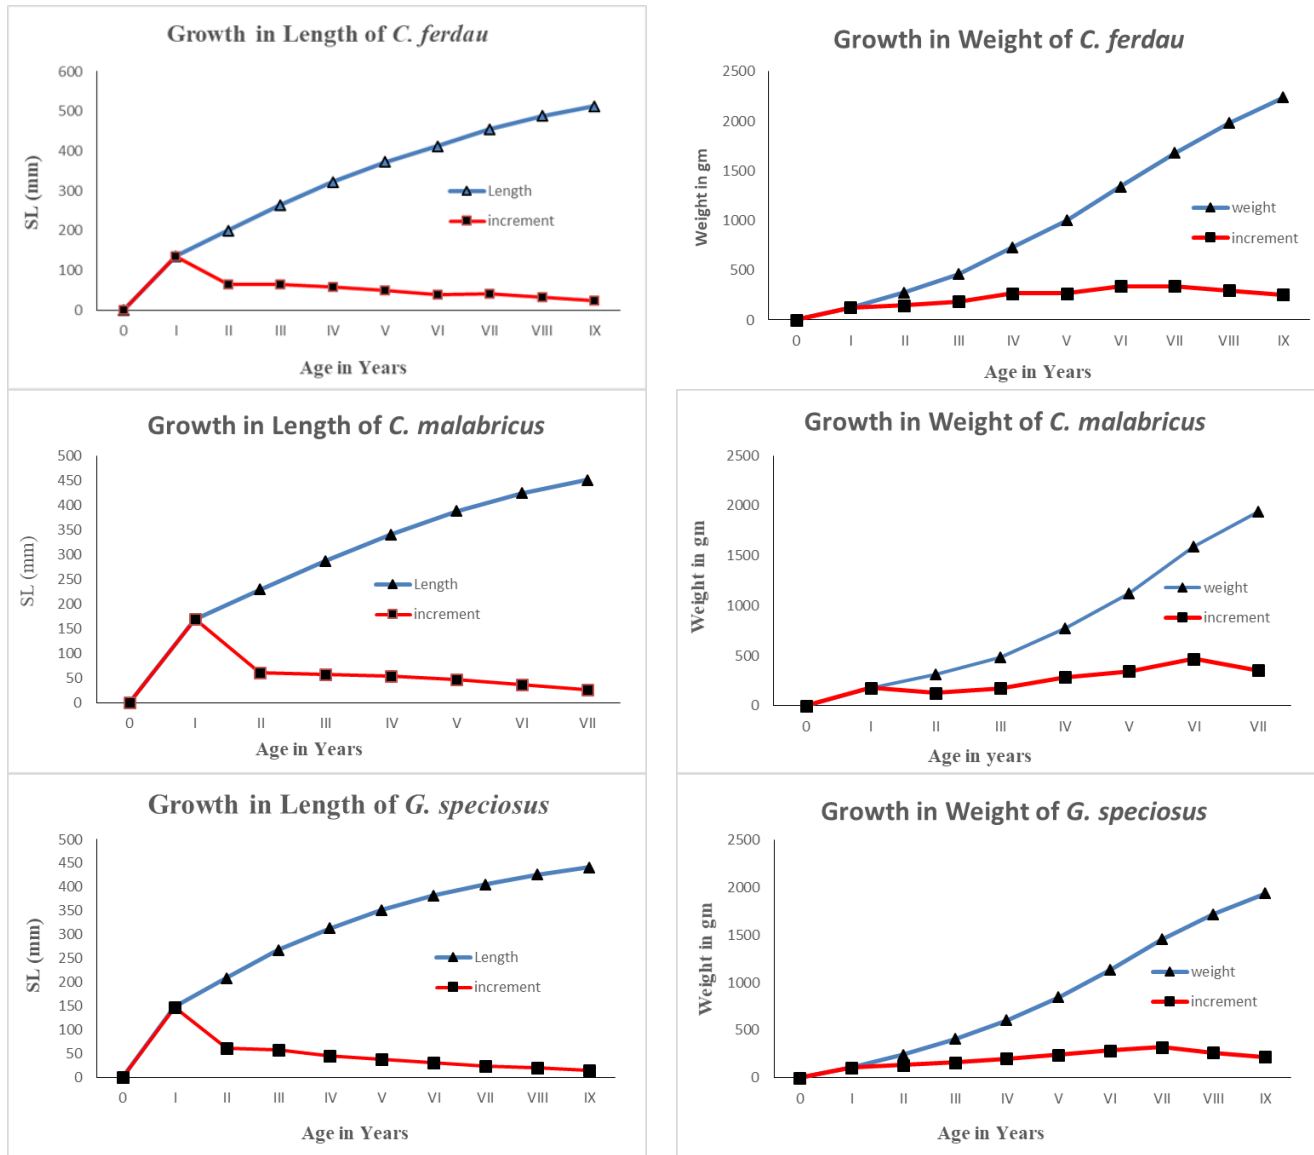 Growth in Length of C. ferdau
600
500
400
300
200
100
0
SL (mm)
Length
increment
0 I II III IV V VI VII VIII IX
Age in Years
Growth in Weight of C. ferdau
2500
2000
1500
1000
500
0
Weight in gm
weight
increment
0 I II III IV V VI VII VIII IX
Age in Years
Growth in Length of C. malabricus
500
450
400
350
300
250
200
150
100
50
0
SL (mm)
Length
increment
0 I II III IV V VI VII
Age in Years
Growth in Weight of C. malabricus
2500
2000
1500
1000
500
0
Weight in gm
weight
increment
0 I II III IV V VI VII
Age in years
Growth in Length of G. speciosus
500
450
400
350
300
250
200
150
100
50
0
SL (mm)
Length
increment
0 I II III IV V VI VII VIII IX
Age in Years
Growth in Weight of G. speciosus
2500
2000
1500
1000
500
0
Weight in gm
weight
increment
0 I II III IV V VI VII VIII IX
Age in Years